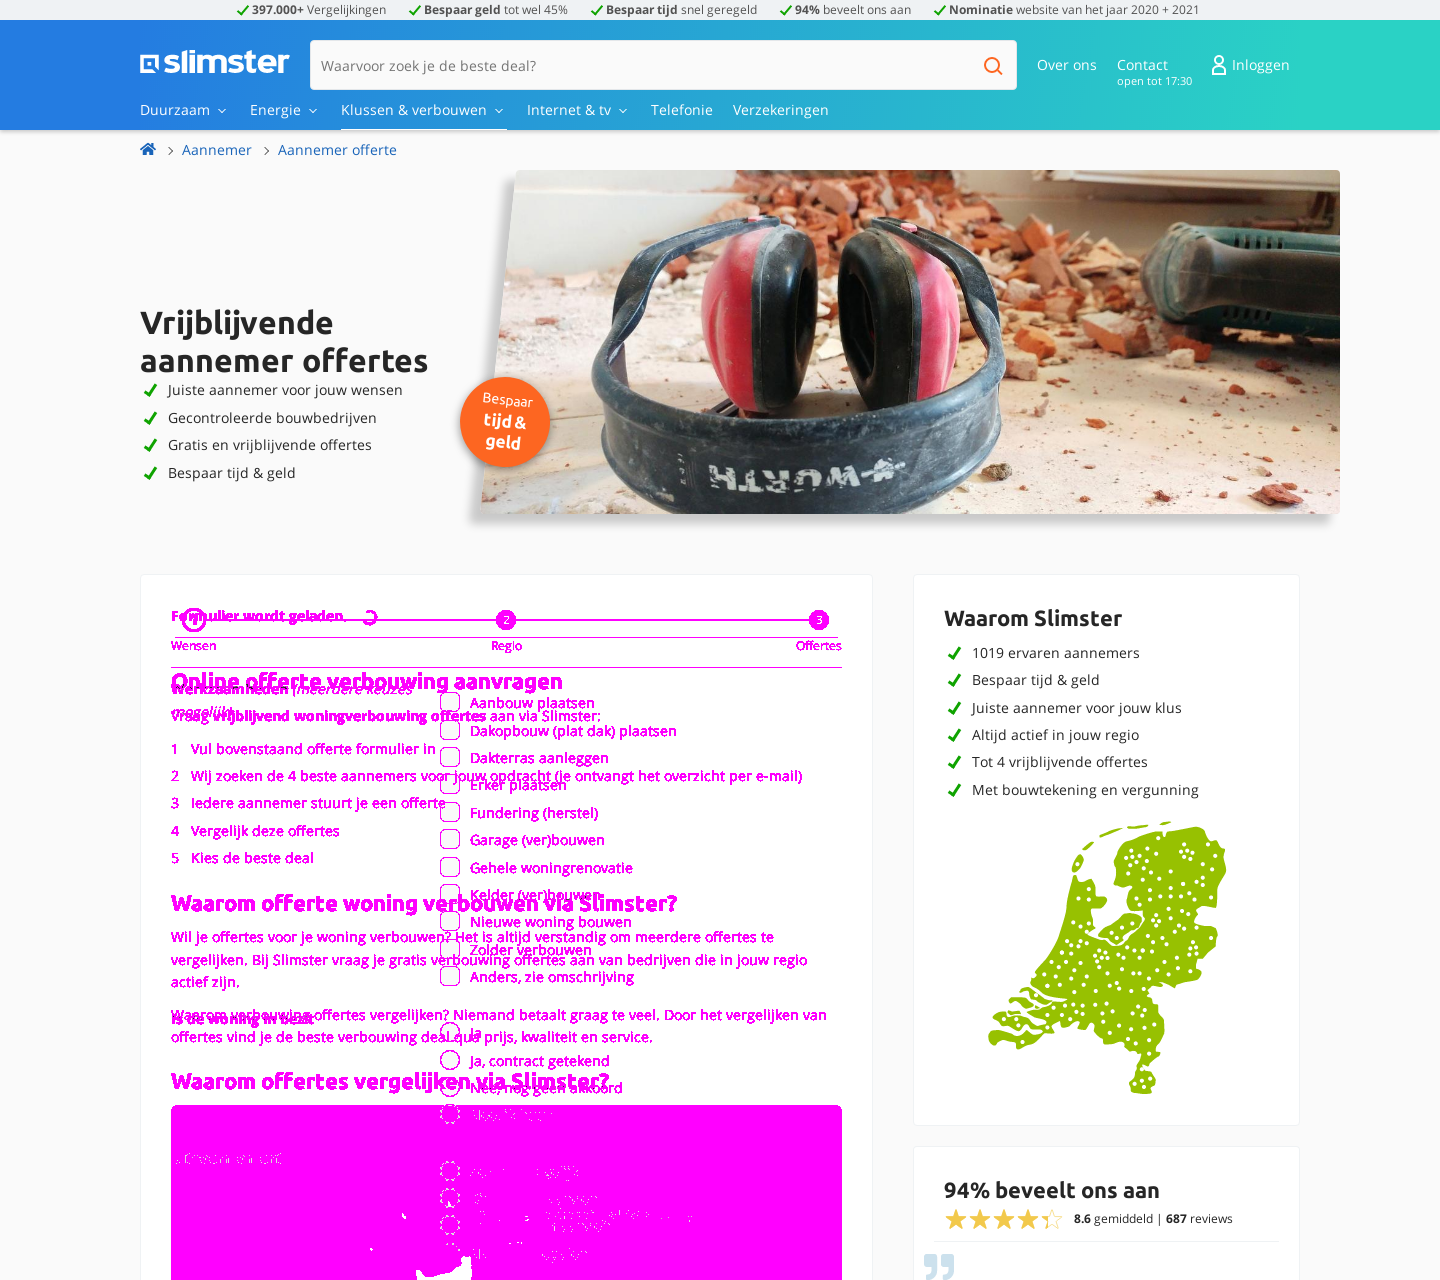 397.000+ Vergelijkingen Bespaar geld tot wel 45% Bespaar tijd snel geregeld 94% beveelt ons aan Nominatie website van het jaar 2020 + 2021
slimster
Waarvoor zoek je de beste deal?
Over ons
Contact
open tot 17:30
Inloggen
Duurzaam Energie Klussen & verbouwen Internet & tv Telefonie Verzekeringen
Aannemer Aannemer offerte
Vrijblijvende
aannemer offertes
Juiste aannemer voor jouw wensen
Gecontroleerde bouwbedrijven
Gratis en vrijblijvende offertes
Bespaar tijd & geld
Bespaar
tijd &
geld
WURTH
Formulier wordt geladen.
1 2 3
Wensen Regio Offertes
Online offerte verbouwing aanvragen
Werkzaamheden (meerdere keuzes
mogelijk)
Vraag vrijblijvend woningverbouwing offertes aan via Slimster:
1 Vul bovenstaand offerte formulier in
2 Wij zoeken de 4 beste aannemers voor jouw opdracht (je ontvangt het overzicht per e-mail)
3 Iedere aannemer stuurt je een offerte
4 Vergelijk deze offertes
5 Kies de beste deal
Aanbouw plaatsen
Dakopbouw (plat dak) plaatsen
Dakterras aanleggen
Erker plaatsen
Fundering (herstel)
Garage (ver)bouwen
Gehele woningrenovatie
Kelder (ver)bouwen
Nieuwe woning bouwen
Zolder verbouwen
Anders, zie omschrijving
Waarom offerte woning verbouwen via Slimster?
Wil je offertes voor je woning verbouwen? Het is altijd verstandig om meerdere offertes te
vergelijken. Bij Slimster vraag je gratis verbouwing offertes aan van bedrijven die in jouw regio
actief zijn.
Is de woning in bezit
Waarom verbouwing offertes vergelijken? Niemand betaalt graag te veel. Door het vergelijken van
offertes vind je de beste verbouwing deal qua prijs, kwaliteit en service.
Ja
Ja, contract getekend
Nee, nog geen akkoord
Waarom offertes vergelijken via Slimster?
Waarom Slimster
1019 ervaren aannemers
Bespaar tijd & geld
Juiste aannemer voor jouw klus
Altijd actief in jouw regio
Tot 4 vrijblijvende offertes
Met bouwtekening en vergunning
94% beveelt ons aan
8.6 gemiddeld | 687 reviews